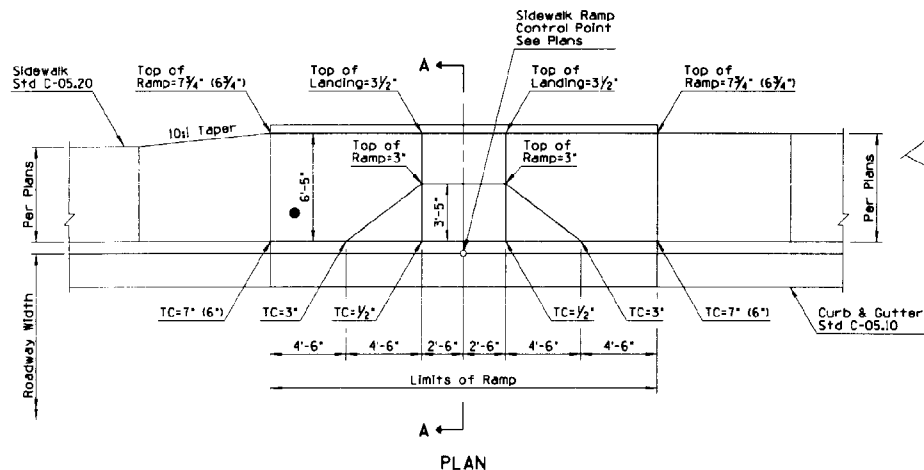 Sidewalk Ramp
Control Point
See Plans
A
Sidewalk
Std C-05.20
Top of
Ramp=7¾" (6¾")
Top of
Landing=3½"
Top of
Landing=3½"
Top of
Ramp=7¾" (6¾")
10:1 Taper
Top of
Ramp=3"
Top of
Ramp=3"
Per Plans
6'-5"
3'-5"
Per Plans
TC=7" (6")
TC=3"
TC=½"
TC=½"
TC=3"
TC=7" (6")
Curb & Gutter
Std C-05.10
Roadway Width
4'-6"
4'-6"
2'-6"
2'-6"
4'-6"
4'-6"
Limits of Ramp
A
PLAN